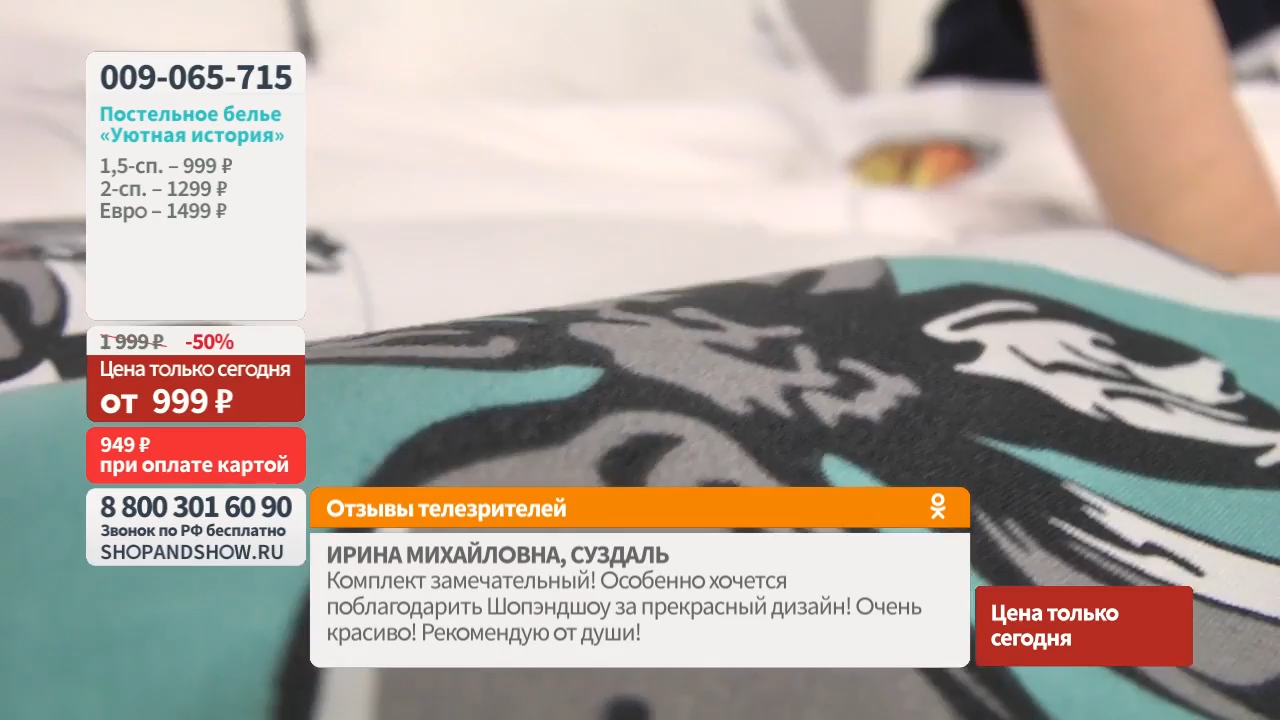 009-065-715
Постельное белье
«Уютная история»
1,5-сп. – 999 ₽
2-сп. – 1299 ₽
Евро – 1499 ₽
1 999 ₽ -50%
Цена только сегодня
от 999 ₽
949 ₽
при оплате картой
8 800 301 60 90
Звонок по РФ бесплатно
SHOPANDSHOW.RU
Отзывы телезрителей
ИРИНА МИХАЙЛОВНА, СУЗДАЛЬ
Комплект замечательный! Особенно хочется
поблагодарить Шопэндшоу за прекрасный дизайн! Очень
красиво! Рекомендую от души!
Цена только
сегодня